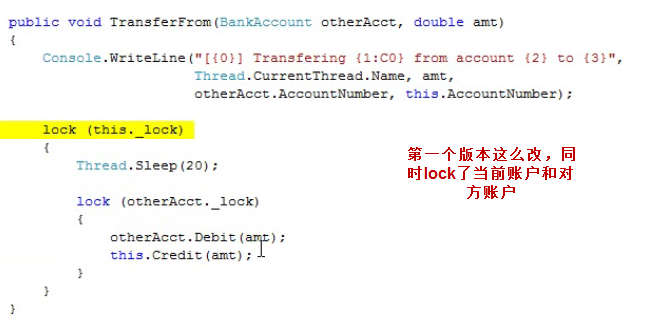 public void TransferFrom(BankAccount otherAcct, double amt)
{
Console.WriteLine("[{0}] Transfering {1:C0} from account {2} to {3}",
Thread.CurrentThread.Name, amt,
otherAcct.AccountNumber, this.AccountNumber);
lock (this._lock)
{
Thread.Sleep(20);
lock (otherAcct._lock)
{
otherAcct.Debit(amt);
this.Credit(amt);
}
}
}
第一个版本这么改，同
时lock了当前账户和对
方账户